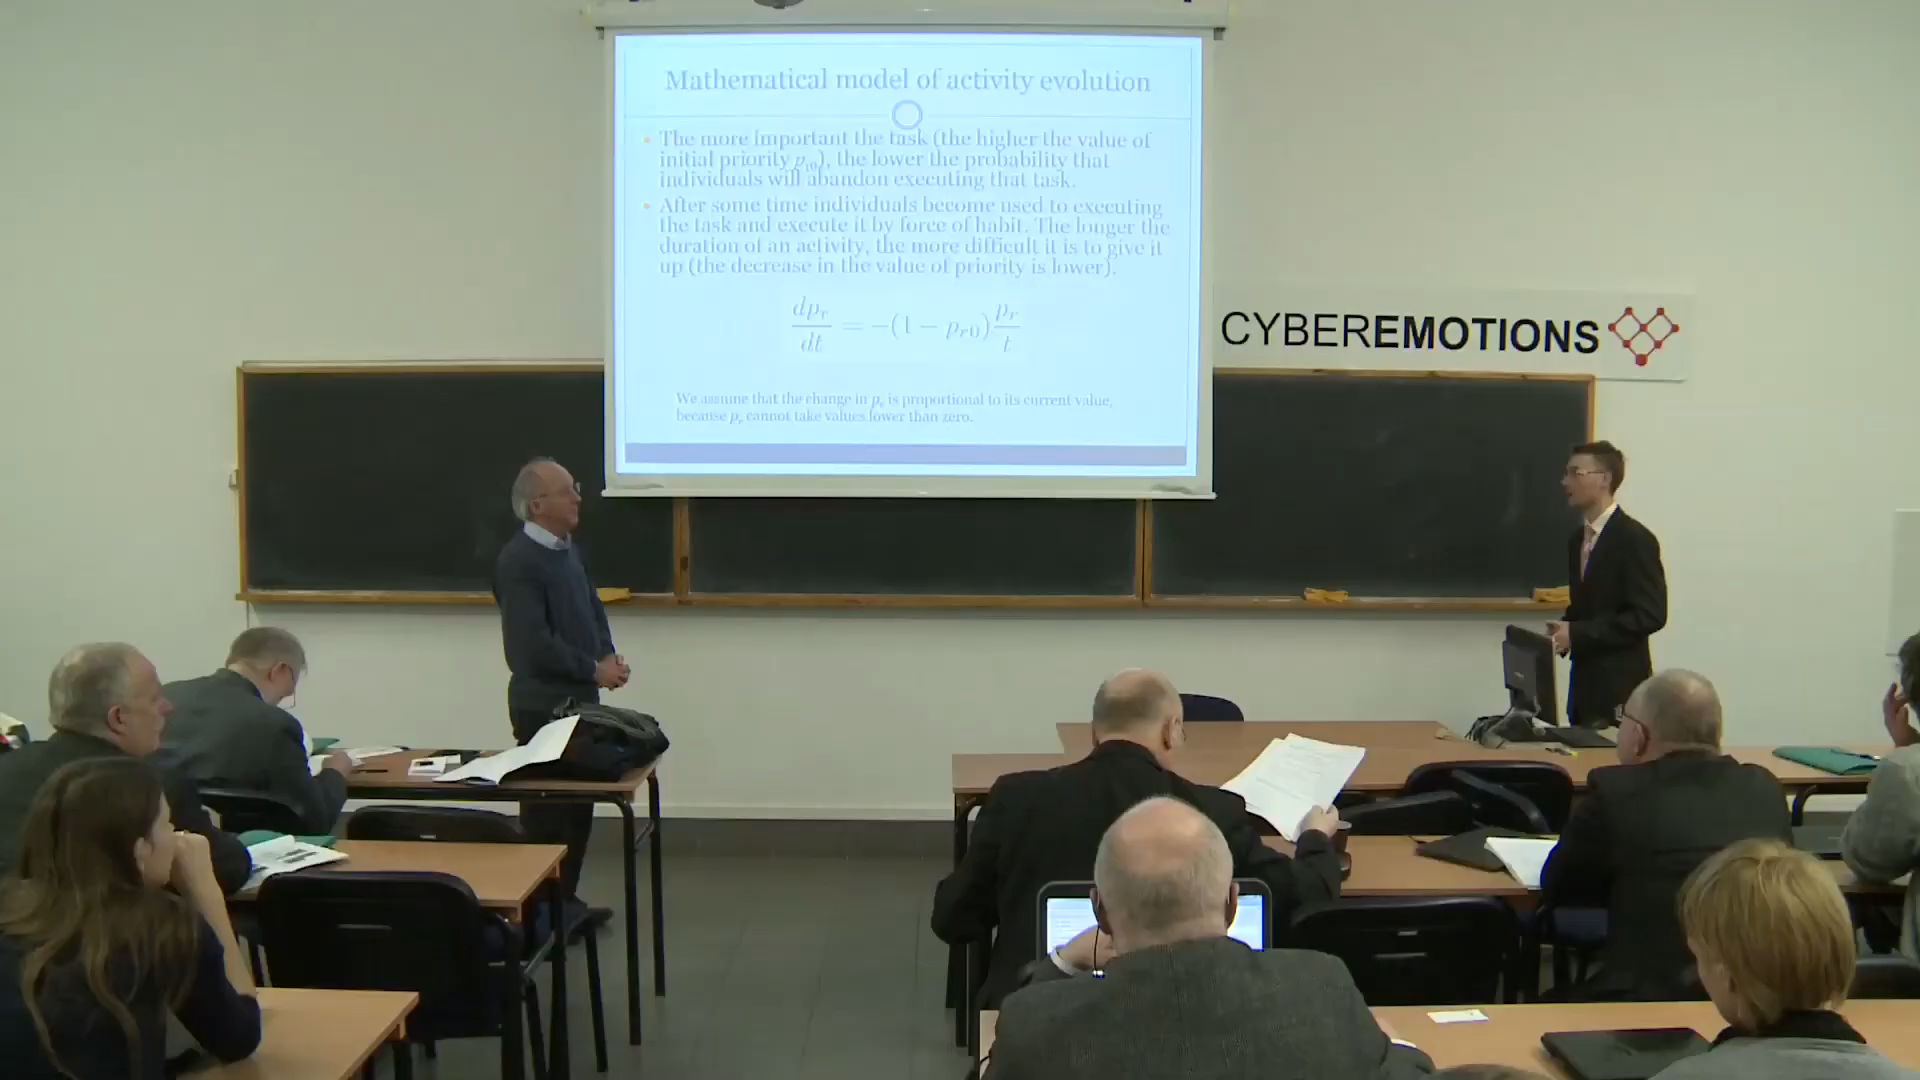 Mathematical model of activity evolution
• The more important the task (the higher the value of
initial priority p_r0), the lower the probability that
individuals will abandon executing that task.
• After some time individuals become used to executing
the task and execute it by force of habit. The longer the
duration of an activity, the more difficult it is to give it
up (the decrease in the value of priority is lower).
dp_r/dt = -(1 - p_r0) p_r/t
We assume that the change in p_r is proportional to its current value,
because p_r cannot take values lower than zero.
CYBEREMOTIONS